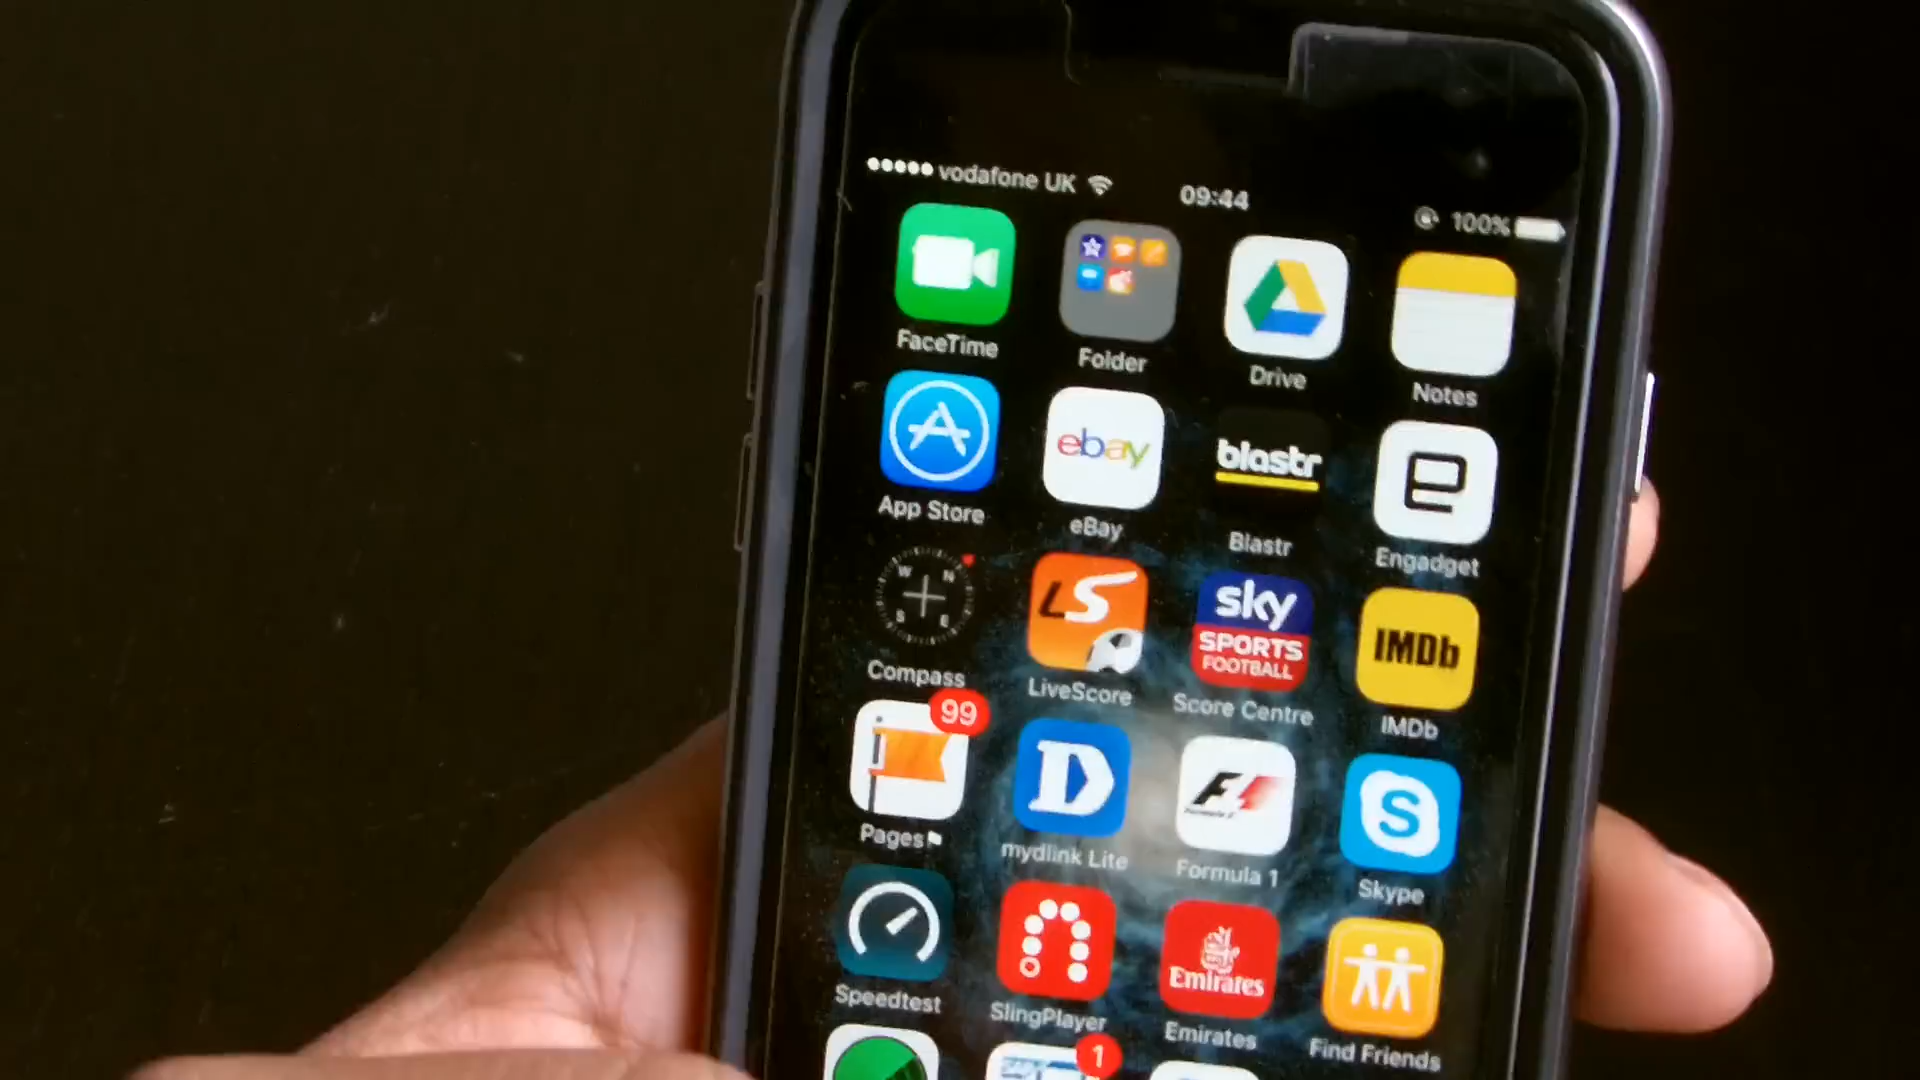 vodafone UK 09:44 100%
FaceTime Folder Drive Notes
ebay blastr
App Store eBay Blastr Engadget
W N
S E
LS sky
SPORTS
FOOTBALL
IMDb
Compass LiveScore Score Centre IMDb
99
D F1 S
Pages mydlink Lite Formula 1 Skype
Emirates
Speedtest SlingPlayer Emirates Find Friends
1